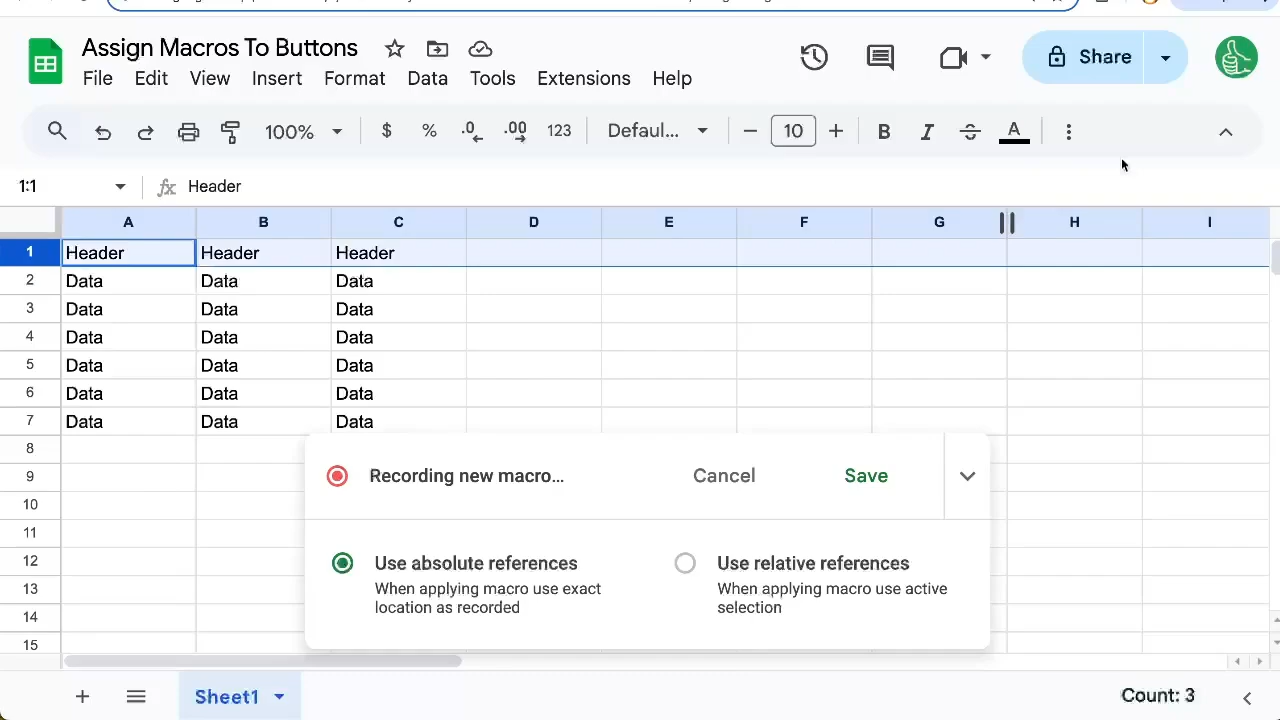 Assign Macros To Buttons
File Edit View Insert Format Data Tools Extensions Help
Share
100% $ % .0 .00 123 Defaul... 10 B I S A
1:1 fx Header
A B C D E F G H I
1 Header Header Header
2 Data Data Data
3 Data Data Data
4 Data Data Data
5 Data Data Data
6 Data Data Data
7 Data Data Data
8
9
10
11
12
13
14
15
Recording new macro... Cancel Save
Use absolute references
When applying macro use exact
location as recorded
Use relative references
When applying macro use active
selection
Sheet1 Count: 3